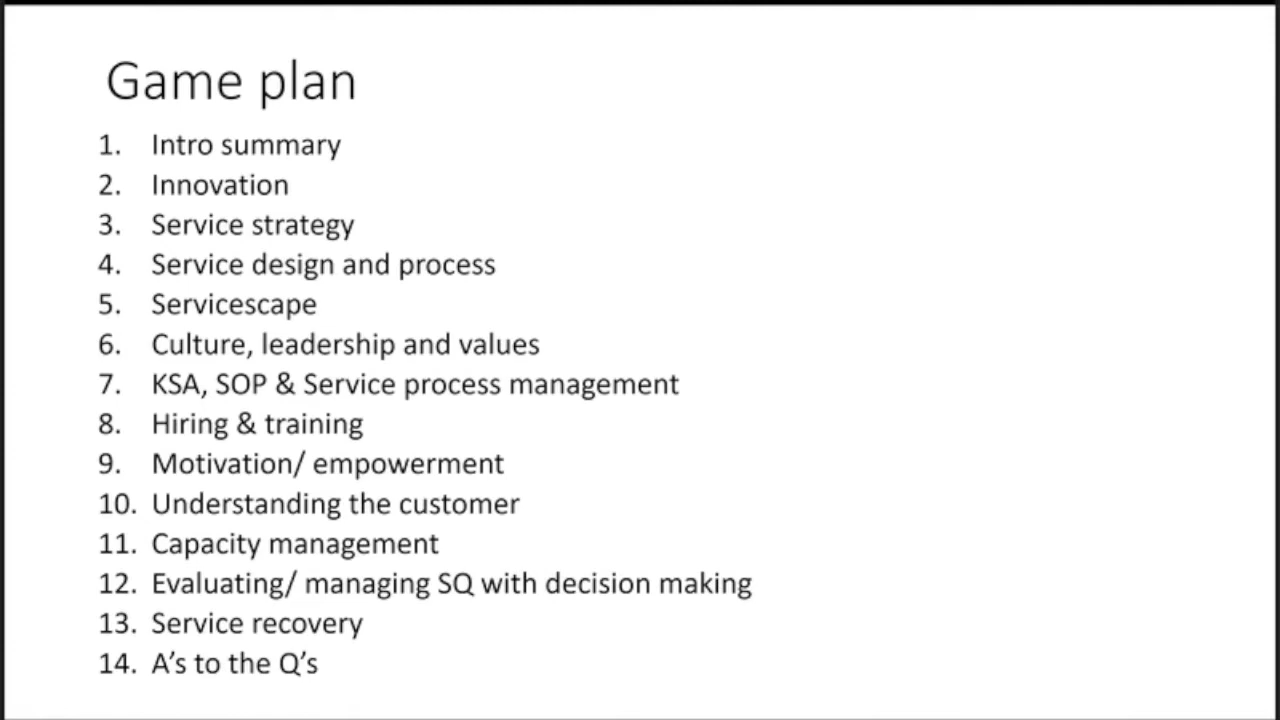 Game plan
1. Intro summary
2. Innovation
3. Service strategy
4. Service design and process
5. Servicescape
6. Culture, leadership and values
7. KSA, SOP & Service process management
8. Hiring & training
9. Motivation/ empowerment
10. Understanding the customer
11. Capacity management
12. Evaluating/ managing SQ with decision making
13. Service recovery
14. A’s to the Q’s